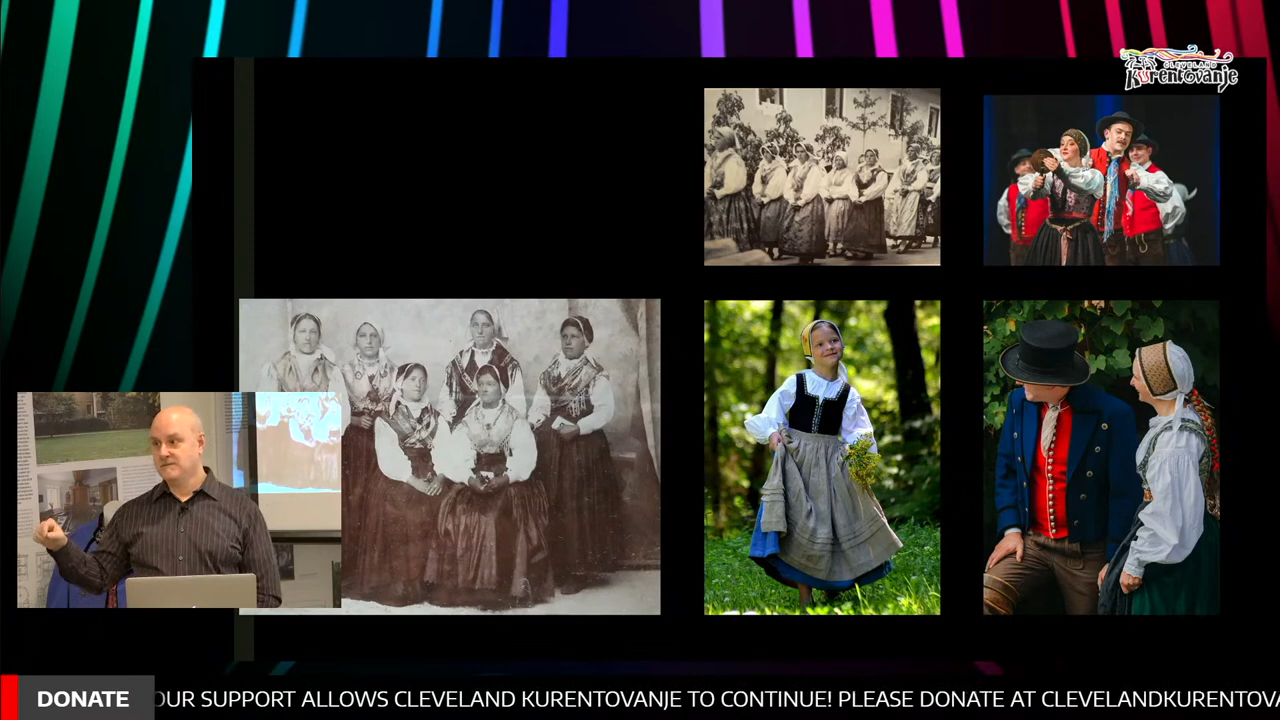 CLEVELAND
Kurentovanje
DONATE
OUR SUPPORT ALLOWS CLEVELAND KURENTOVANJE TO CONTINUE! PLEASE DONATE AT CLEVELANDKURENTOVA